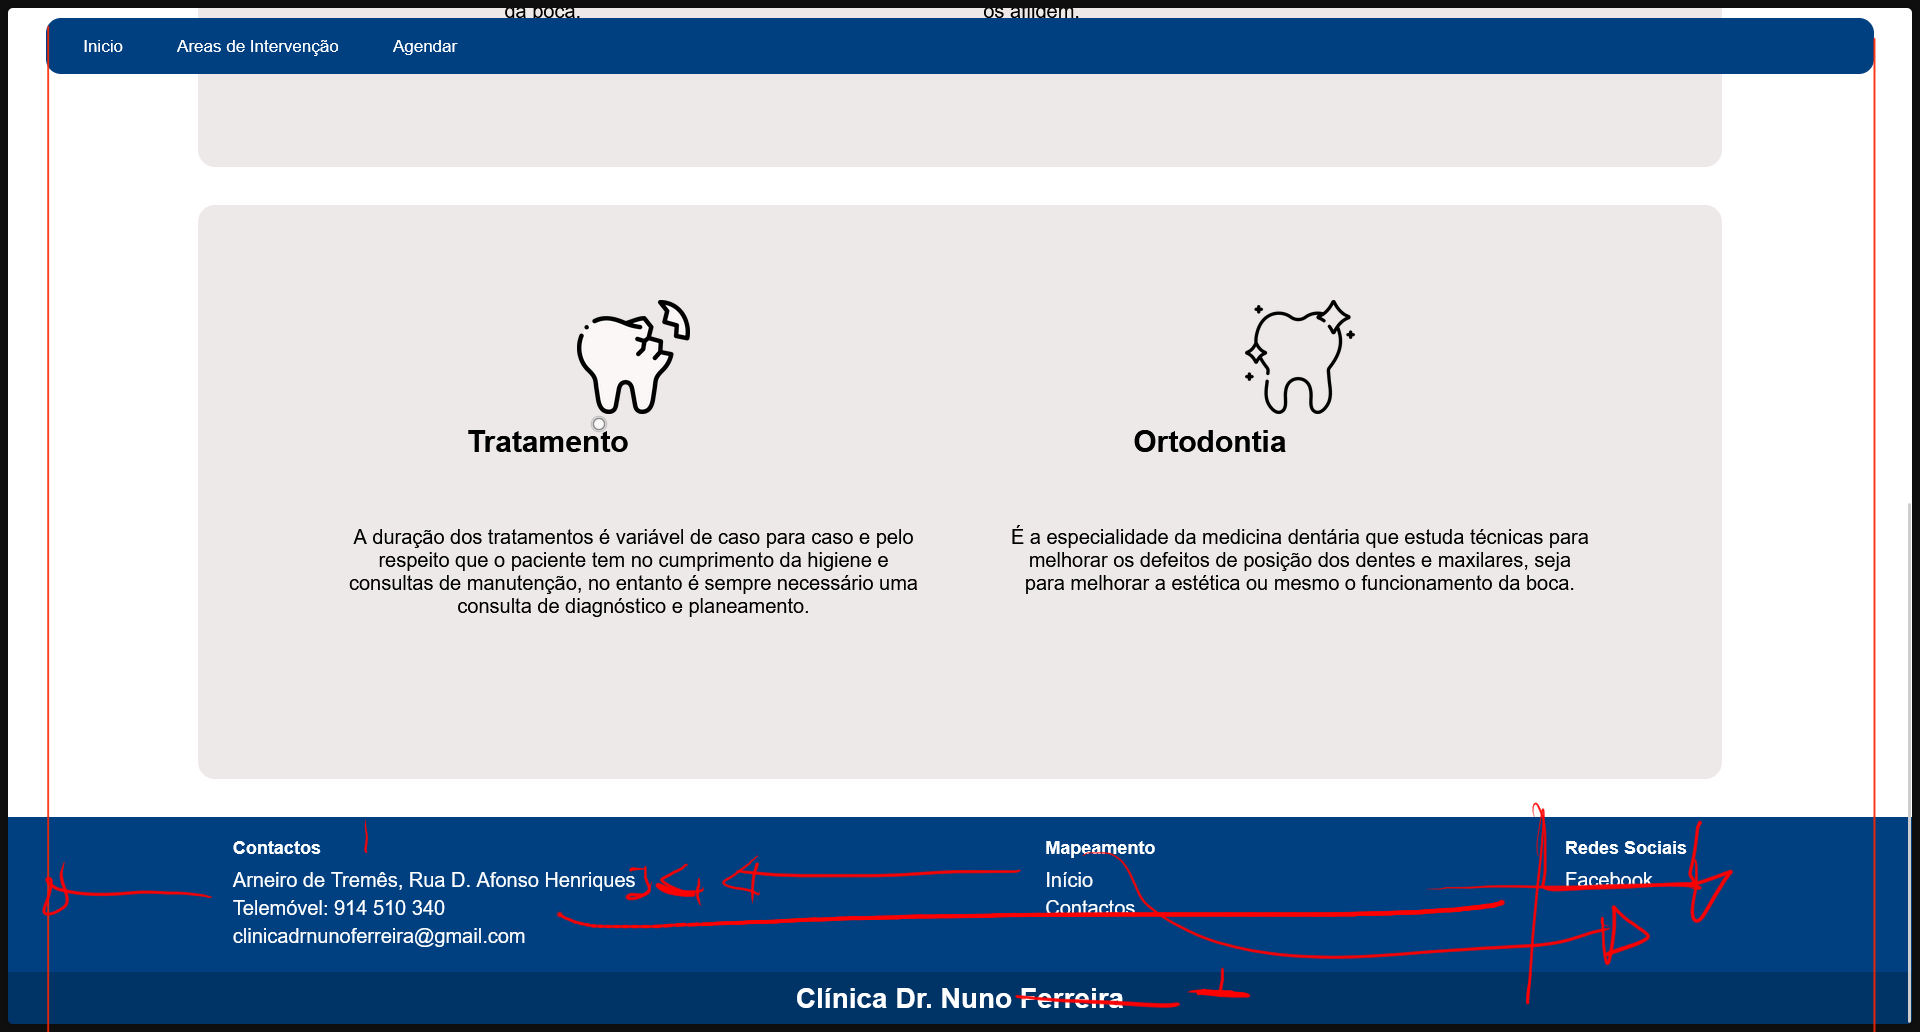 da boca.
os afligem.
Inicio
Areas de Intervenção
Agendar
Tratamento
A duração dos tratamentos é variável de caso para caso e pelo
respeito que o paciente tem no cumprimento da higiene e
consultas de manutenção, no entanto é sempre necessário uma
consulta de diagnóstico e planeamento.
Ortodontia
É a especialidade da medicina dentária que estuda técnicas para
melhorar os defeitos de posição dos dentes e maxilares, seja
para melhorar a estética ou mesmo o funcionamento da boca.
Contactos
Arneiro de Tremês, Rua D. Afonso Henriques
Telemóvel: 914 510 340
clinicadrnunoferreira@gmail.com
Mapeamento
Início
Contactos
Redes Sociais
Facebook
Clínica Dr. Nuno Ferreira